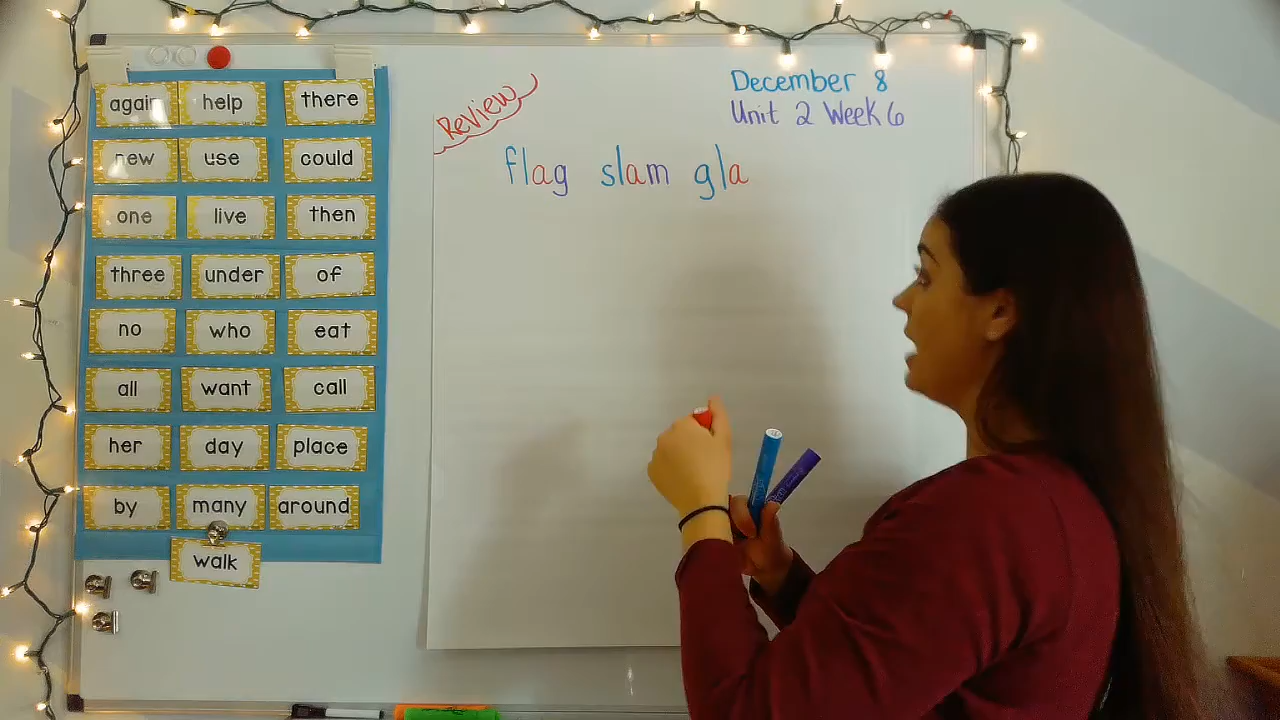 again help there
new use could
one live then
three under of
no who eat
all want call
her day place
by many around
walk
Review
December 8
Unit 2 Week 6
flag slam gla